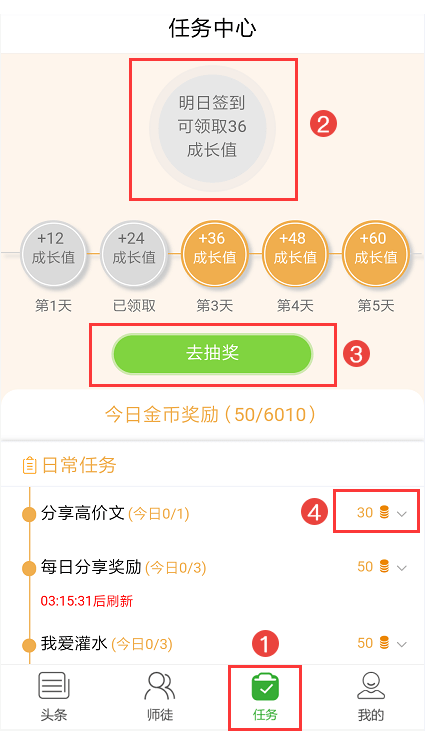 任务中心
明日签到
可领取36
成长值
2
+12 +24 +36 +48 +60
成长值 成长值 成长值 成长值 成长值
第1天 已领取 第3天 第4天 第5天
去抽奖
3
今日金币奖励（50/6010）
日常任务
分享高价文(今日0/1) 4 30
每日分享奖励(今日0/3) 50
03:15:31后刷新
我爱灌水(今日0/3) 1 50
头条 师徒 任务 我的